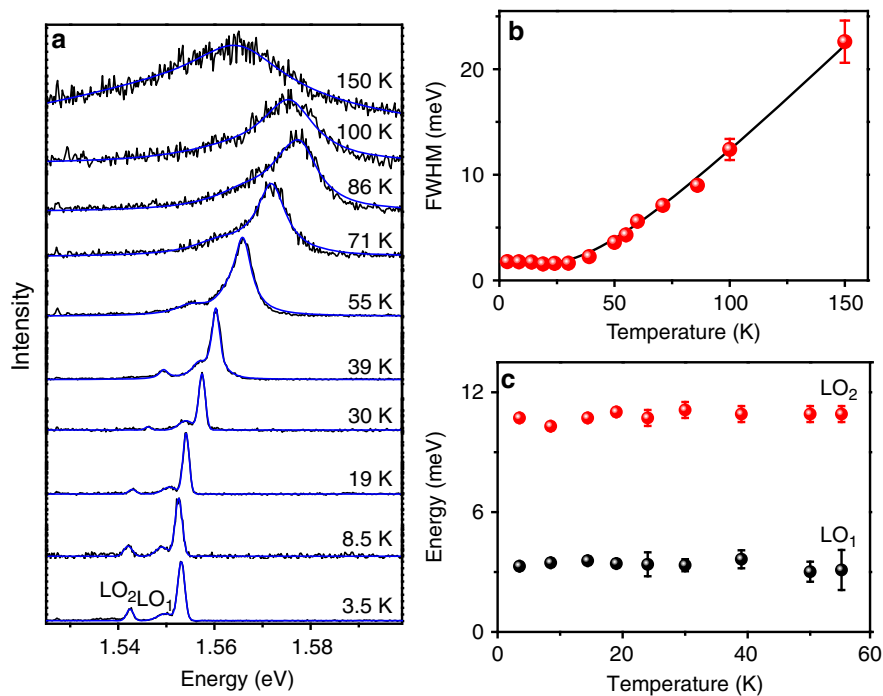 a
150 K
100 K
86 K
71 K
55 K
39 K
30 K
19 K
8.5 K
LO2 LO1
3.5 K
1.54 1.56 1.58
Energy (eV)
Intensity
b
20
10
0
0 50 100 150
FWHM (meV)
Temperature (K)
c
LO2
LO1
12
6
0
0 20 40 60
Energy (meV)
Temperature (K)